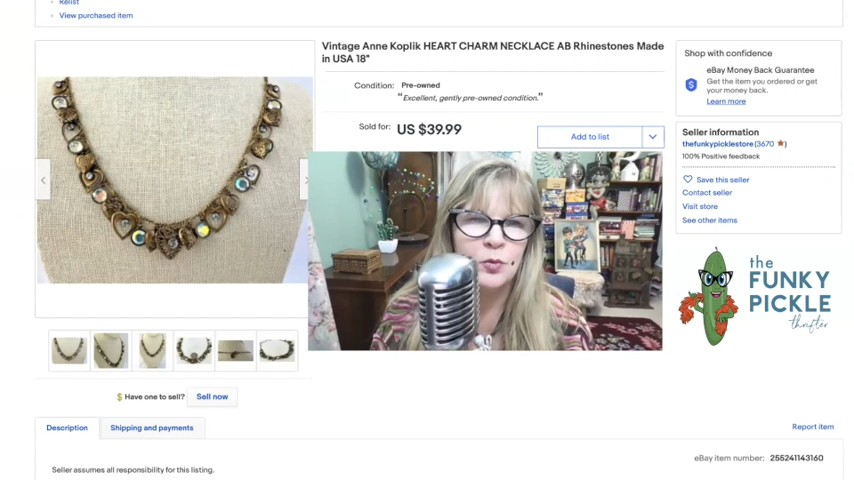 Relist
View purchased item
Vintage Anne Koplik HEART CHARM NECKLACE AB Rhinestones Made
in USA 18"
Condition: Pre-owned
"Excellent, gently pre-owned condition."
Sold for: US $39.99
Add to list
Shop with confidence
eBay Money Back Guarantee
Get the item you ordered or get
your money back.
Learn more
Seller information
thefunkypicklestore (3670 )
100% Positive feedback
Save this seller
Contact seller
Visit store
See other items
the
FUNKY
PICKLE
thrifter
Have one to sell? Sell now
Description
Shipping and payments
Report item
eBay item number: 255241143160
Seller assumes all responsibility for this listing.